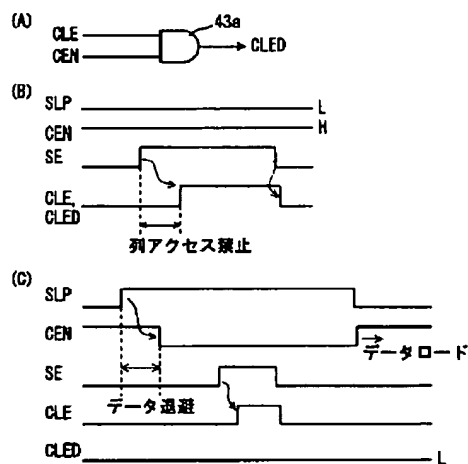 (A)
43a
CLE
CEN
CLED
(B)
SLP
L
CEN
H
SE
CLE,
CLED
列アクセス禁止
(C)
SLP
CEN
データロード
SE
データ退避
CLE
CLED
L